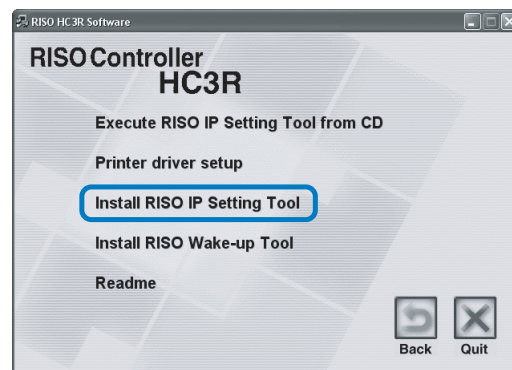 RISO HC3R Software
RISO Controller
HC3R
Execute RISO IP Setting Tool from CD
Printer driver setup
Install RISO IP Setting Tool
Install RISO Wake-up Tool
Readme
Back
Quit